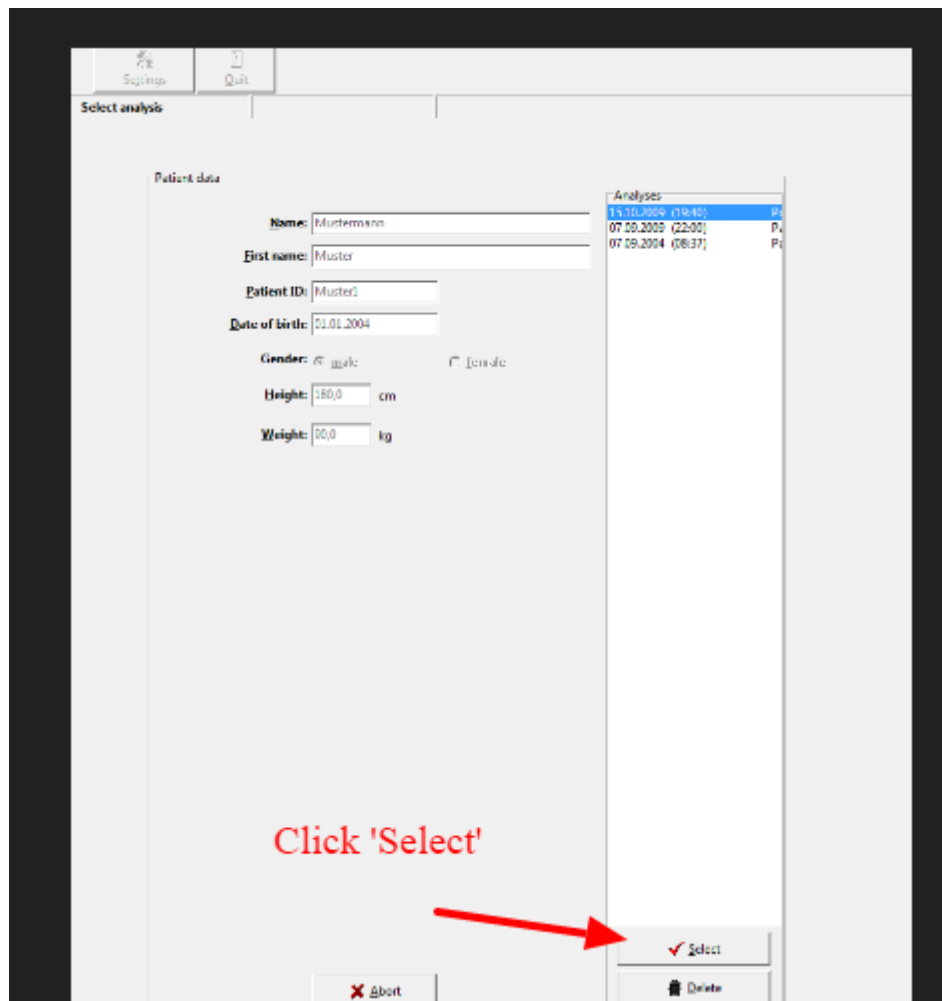 Settings
Quit
Select analysis
Patient data
Analyses
15.10.2009 (19:40)
07.09.2009 (22:00)
07.09.2004 (08:37)
Name: Mustermann
First name: Muster
Patient ID: Muster1
Date of birth: 01.01.2004
Gender: male female
Height: 180,0 cm
Weight: kg
Click 'Select'
Select
Abort
Delete